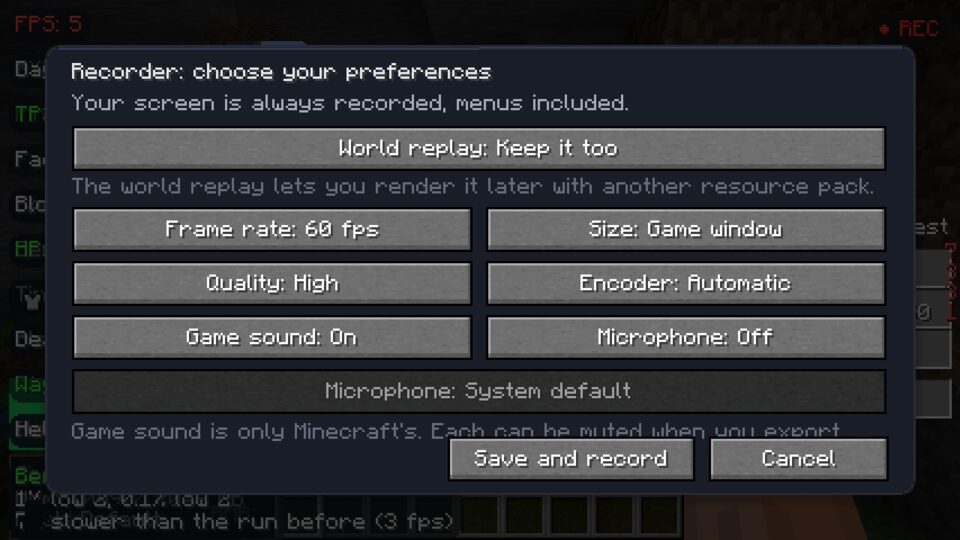 FPS: 5
REC
Recorder: choose your preferences
Your screen is always recorded, menus included.
World replay: Keep it too
The world replay lets you render it later with another resource pack.
Frame rate: 60 fps
Size: Game window
Quality: High
Encoder: Automatic
Game sound: On
Microphone: Off
Microphone: System default
Game sound is only Minecraft's. Each can be muted when you export
Save and record
Cancel
slower than the run before (3 fps)